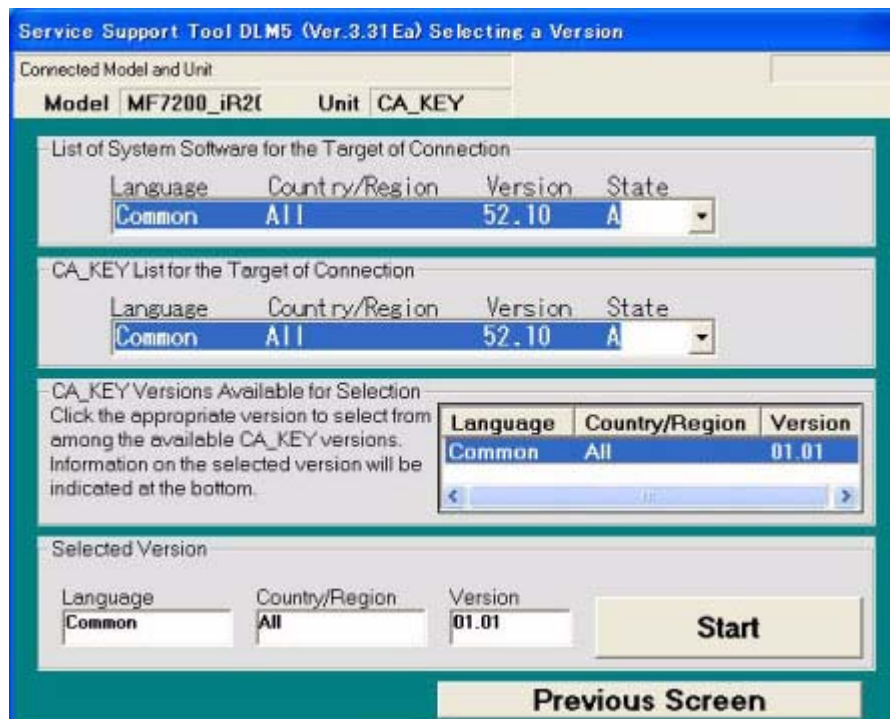 Service Support Tool DLM5 (Ver.3.31Ea) Selecting a Version
Connected Model and Unit
Model MF7200_iR2( Unit CA_KEY
List of System Software for the Target of Connection
Language Country/Region Version State
Common All 52.10 A
CA_KEY List for the Target of Connection
Language Country/Region Version State
Common All 52.10 A
CA_KEY Versions Available for Selection
Click the appropriate version to select from
among the available CA_KEY versions.
Information on the selected version will be
indicated at the bottom.
Language Country/Region Version
Common All 01.01
Selected Version
Language Country/Region Version
Common All 01.01
Start
Previous Screen